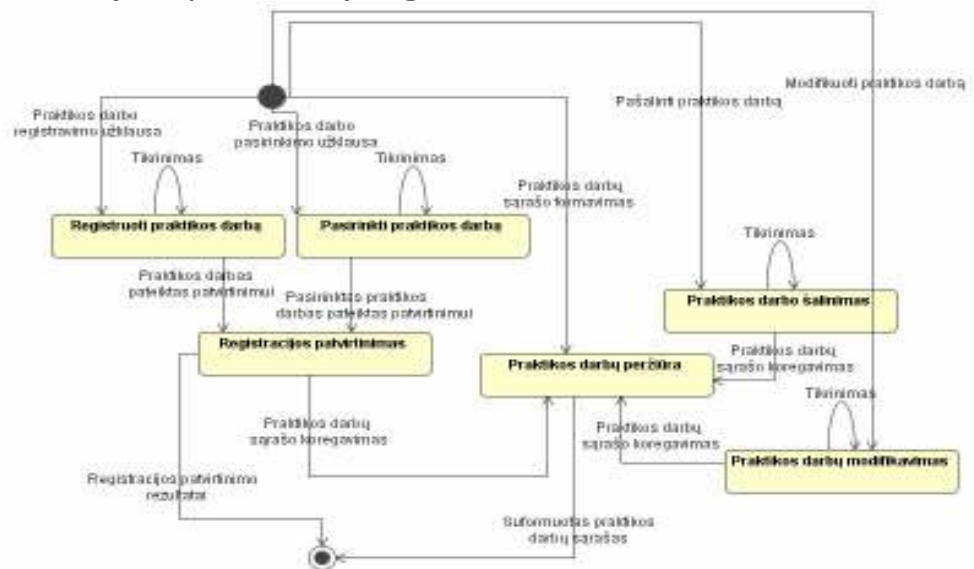 Modifikuoti praktikos darbą
Pašalinti praktikos darbą
Praktikos darbo
registravimo užklausa
Praktikos darbo
pasirinkimo užklausa
Tikrinimas
Tikrinimas
Praktikos darbų
sąrašo formavimas
Registruoti praktikos darbą
Pasirinkti praktikos darbą
Tikrinimas
Praktikos darbas
pateiktas patvirtinimui
Pasirinktas praktikos
darbas pateiktas patvirtinimui
Praktikos darbo šalinimas
Registracijos patvirtinimas
Praktikos darbų peržiūra
Praktikos darbų
sąrašo koregavimas
Tikrinimas
Praktikos darbų
sąrašo koregavimas
Praktikos darbų
sąrašo koregavimas
Praktikos darbų modifikavimas
Registracijos patvirtinimo
rezultatai
Suformuotas praktikos
darbų sąrašas